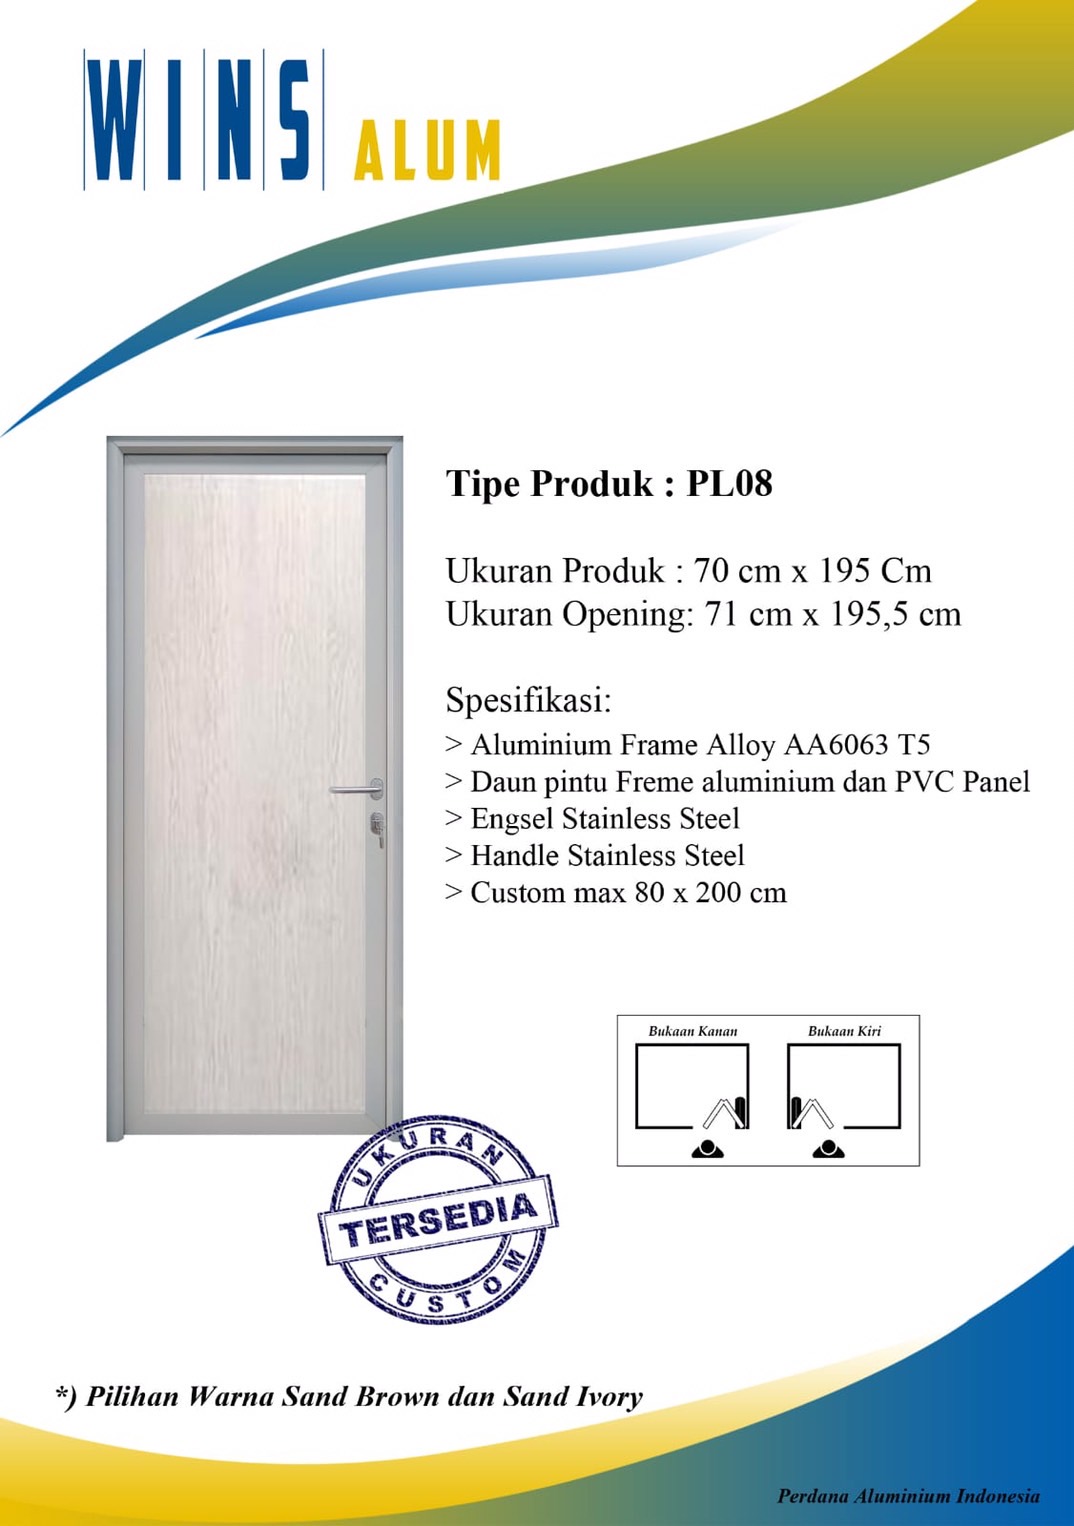 WINS ALUM
Tipe Produk : PL08
Ukuran Produk : 70 cm x 195 Cm
Ukuran Opening: 71 cm x 195,5 cm
Spesifikasi:
> Aluminium Frame Alloy AA6063 T5
> Daun pintu Freme aluminium dan PVC Panel
> Engsel Stainless Steel
> Handle Stainless Steel
> Custom max 80 x 200 cm
Bukaan Kanan
Bukaan Kiri
UKURAN
TERSEDIA
CUSTOM
*) Pilihan Warna Sand Brown dan Sand Ivory
Perdana Aluminium Indonesia